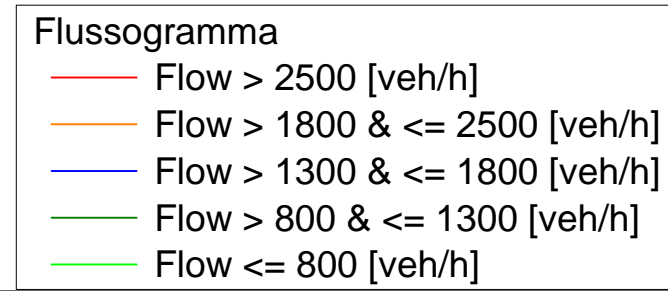 Flussogramma
Flow > 2500 [veh/h]
Flow > 1800 & <= 2500 [veh/h]
Flow > 1300 & <= 1800 [veh/h]
Flow > 800 & <= 1300 [veh/h]
Flow <= 800 [veh/h]